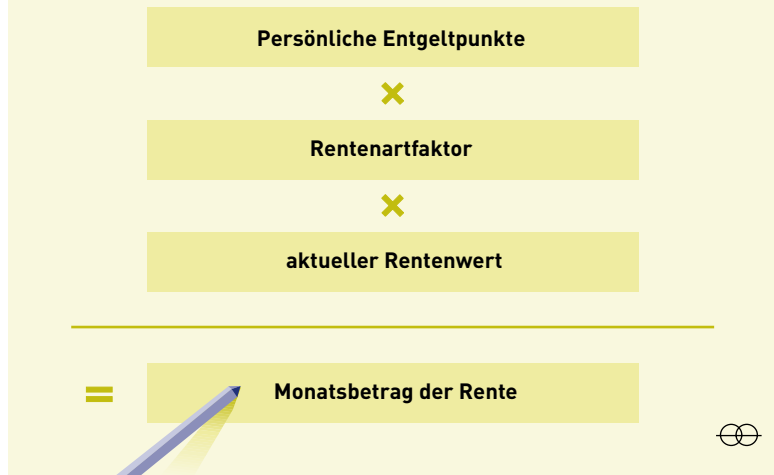 Persönliche Entgeltpunkte
×
Rentenartfaktor
×
aktueller Rentenwert
=
Monatsbetrag der Rente